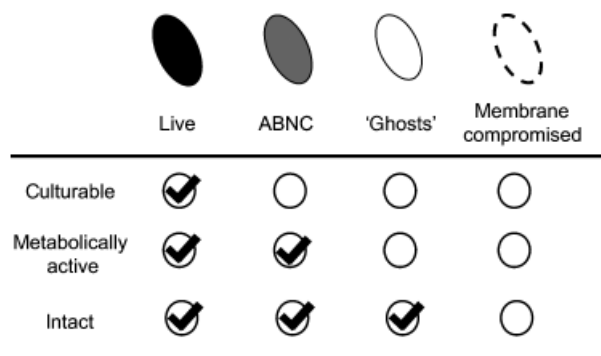 Live ABNC 'Ghosts' Membrane
compromised
Culturable
Metabolically
active
Intact